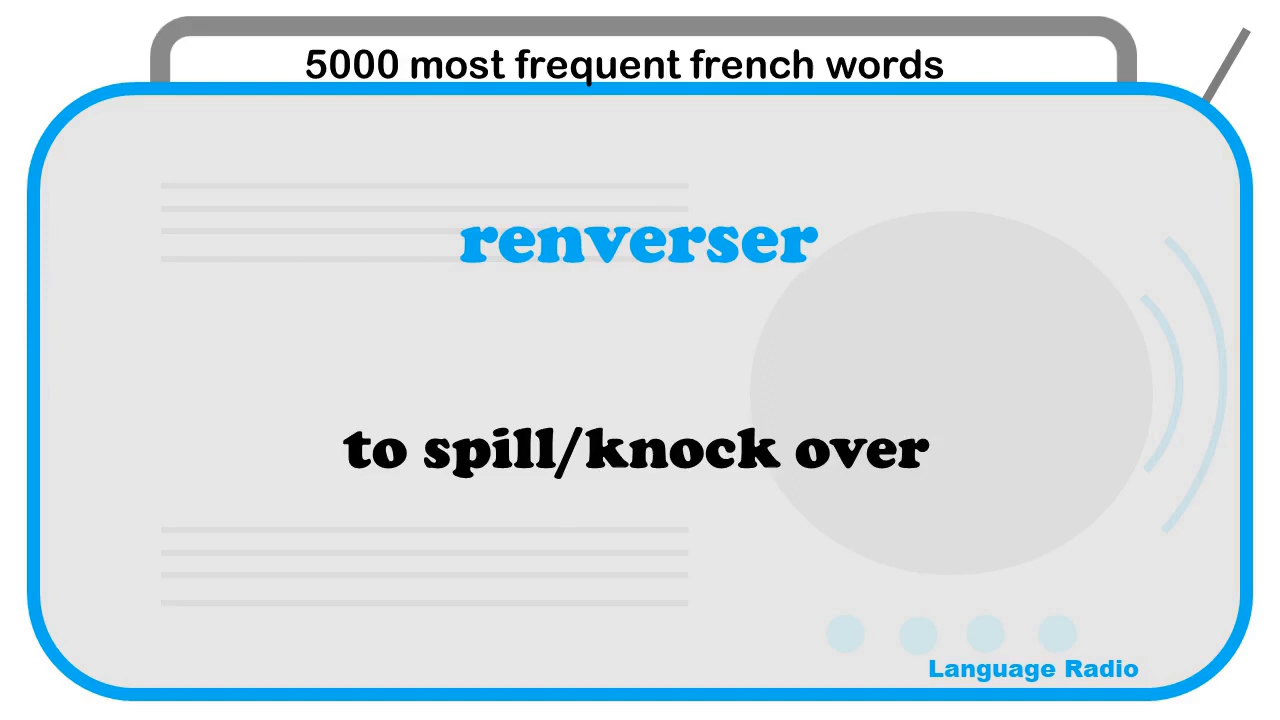 5000 most frequent french words
renverser
to spill/knock over
Language Radio